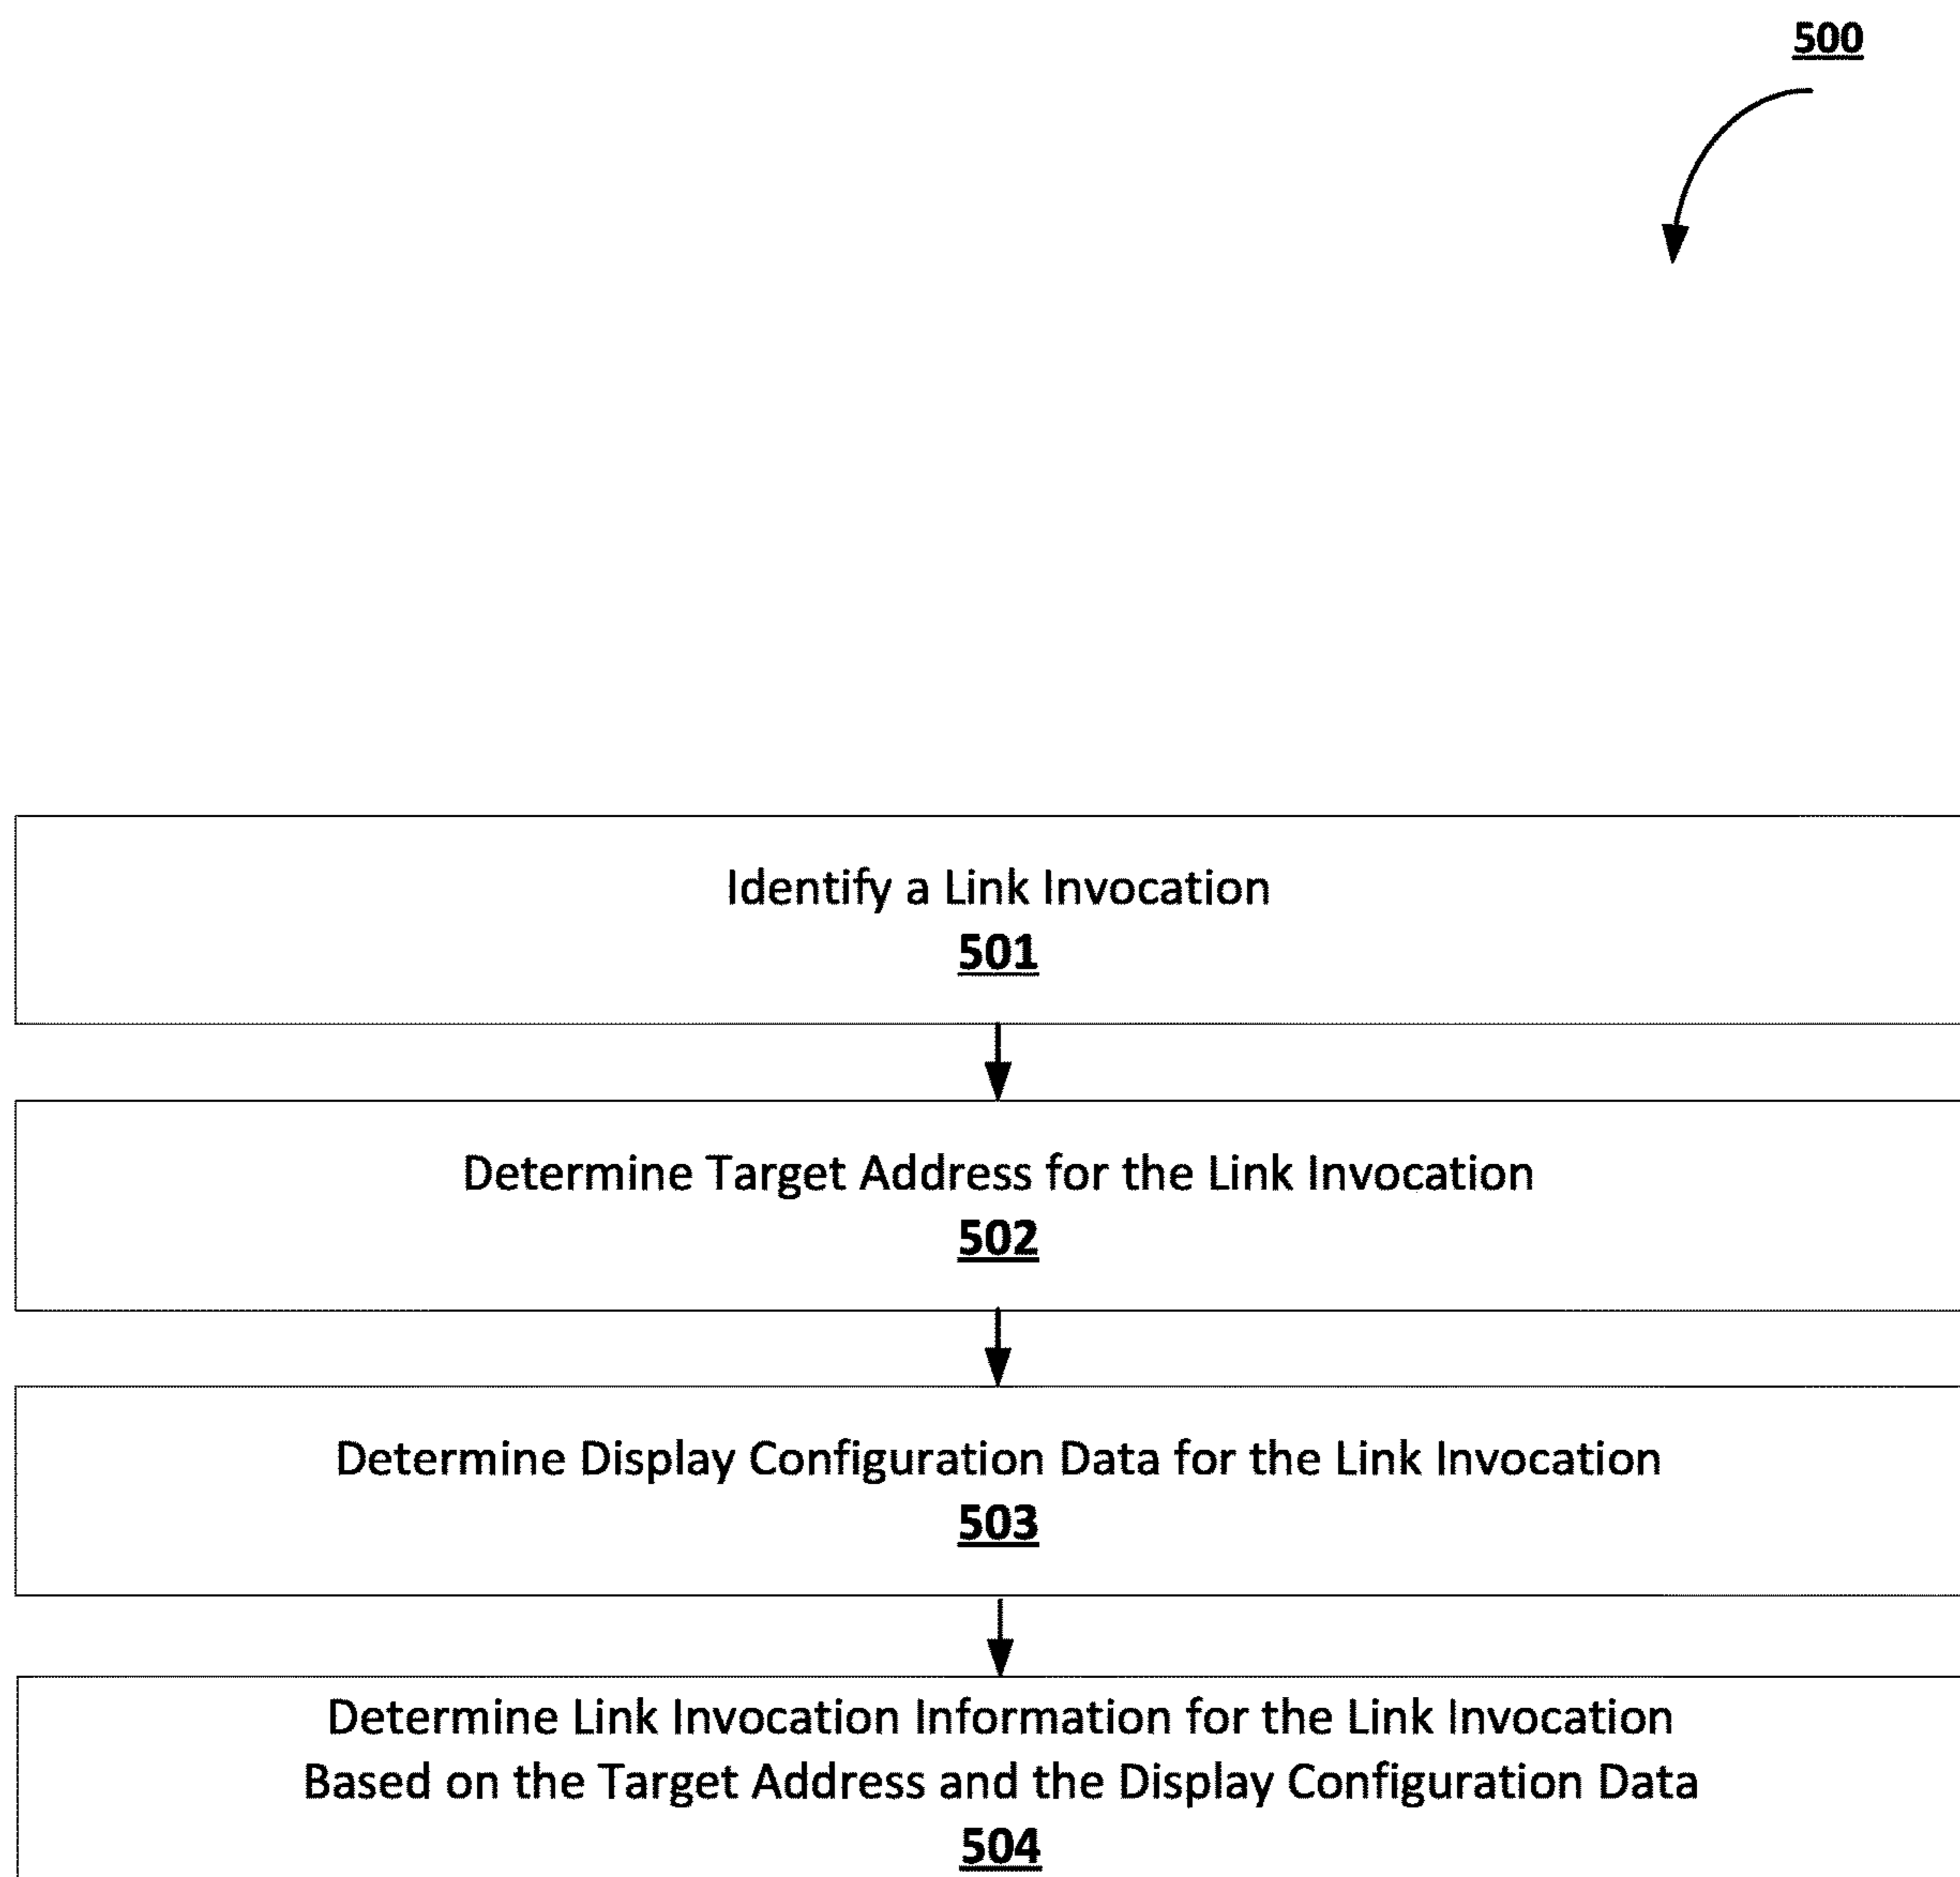 500
Identify a Link Invocation
501
Determine Target Address for the Link Invocation
502
Determine Display Configuration Data for the Link Invocation
503
Determine Link Invocation Information for the Link Invocation
Based on the Target Address and the Display Configuration Data
504